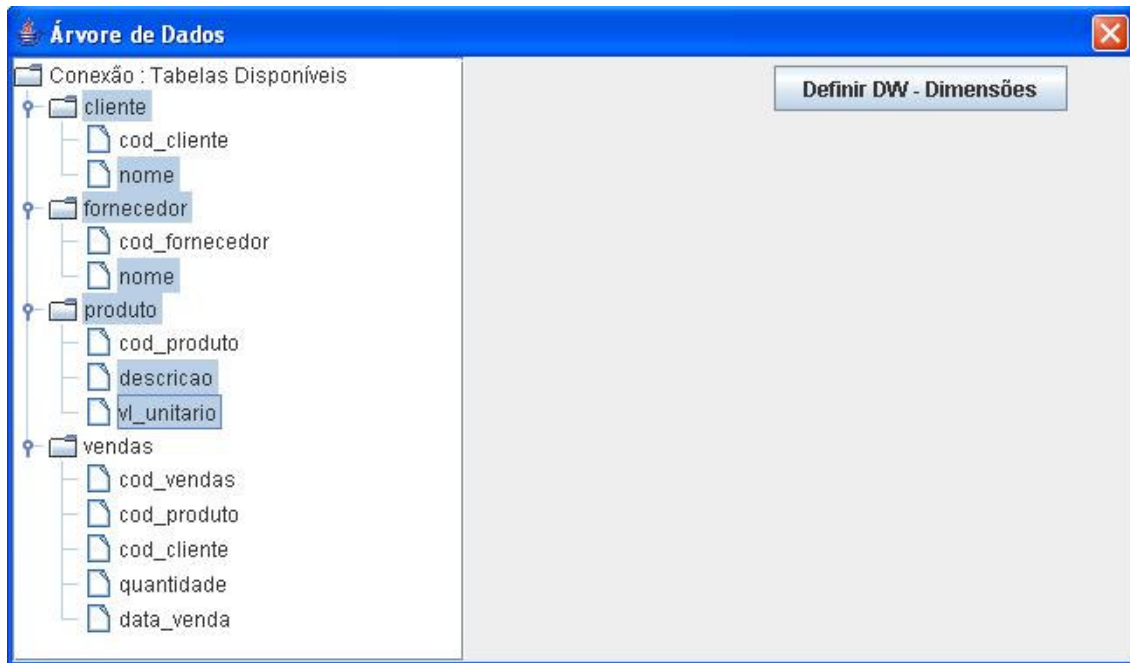 Árvore de Dados
Conexão : Tabelas Disponíveis
cliente
cod_cliente
nome
fornecedor
cod_fornecedor
nome
produto
cod_produto
descricao
vl_unitario
vendas
cod_vendas
cod_produto
cod_cliente
quantidade
data_venda
Definir DW - Dimensões